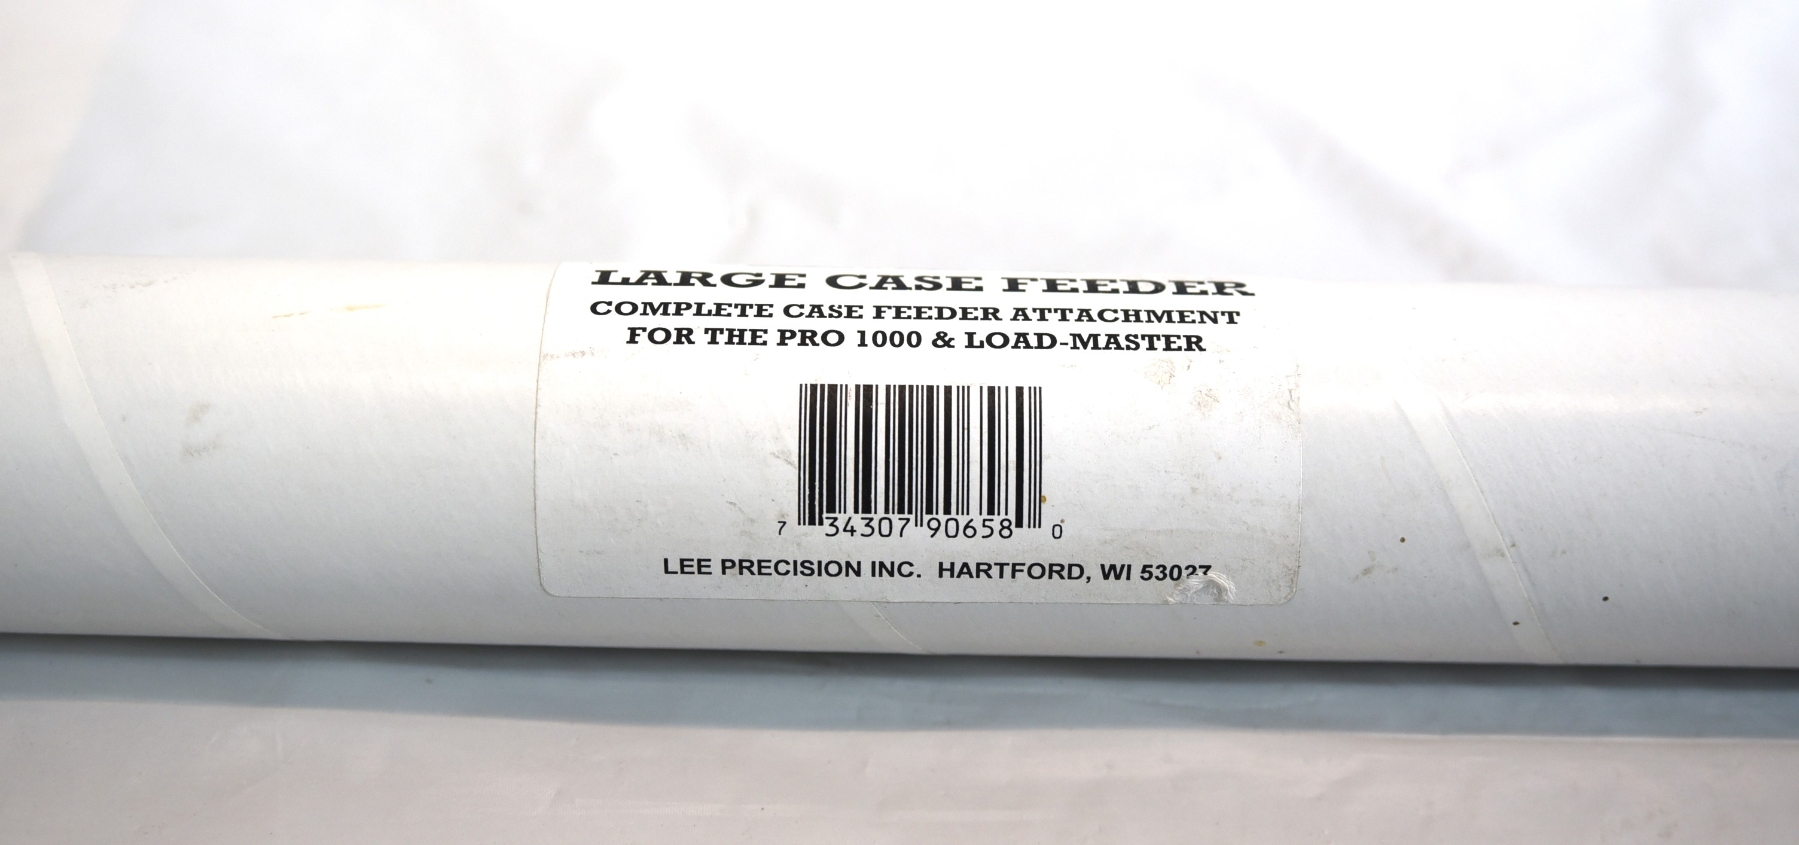 LARGE CASE FEEDER
COMPLETE CASE FEEDER ATTACHMENT
FOR THE PRO 1000 & LOAD-MASTER
7 34307 90658 0
LEE PRECISION INC. HARTFORD, WI 53027